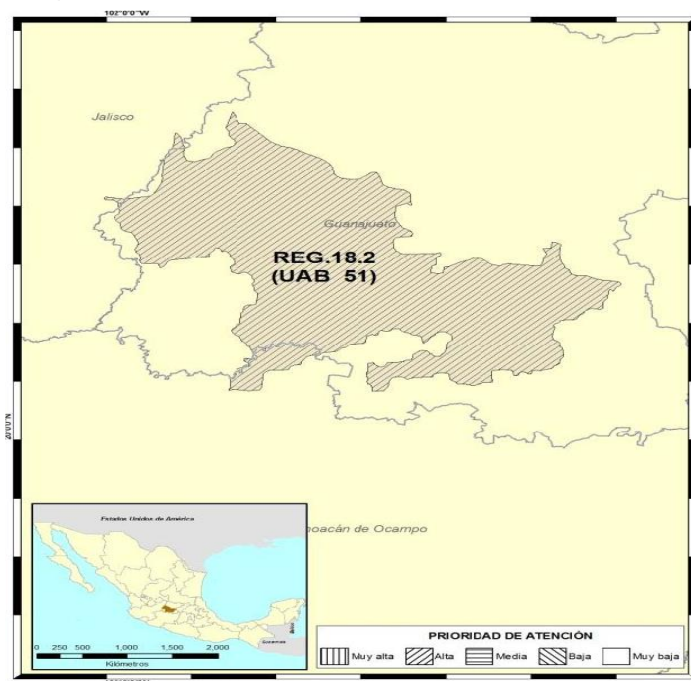 102°0'0"W
Jalisco
Guanajuato
REG.18.2
(UAB 51)
20°0'0"N
Estados Unidos de América
noacán de Ocampo
0 250 500 1,000 1,500 2,000
Kilómetros
PRIORIDAD DE ATENCIÓN
Muy alta Alta Media Baja Muy baja